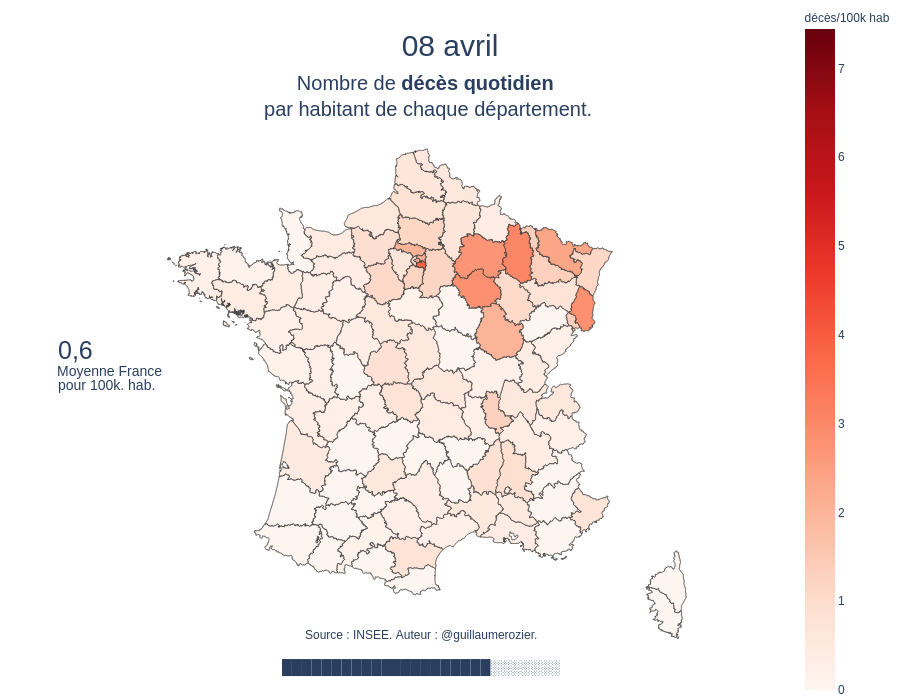 décès/100k hab
08 avril
Nombre de décès quotidien
par habitant de chaque département.
7
6
5
4
3
2
1
0
0,6
Moyenne France
pour 100k. hab.
Source : INSEE. Auteur : @guillaumerozier.